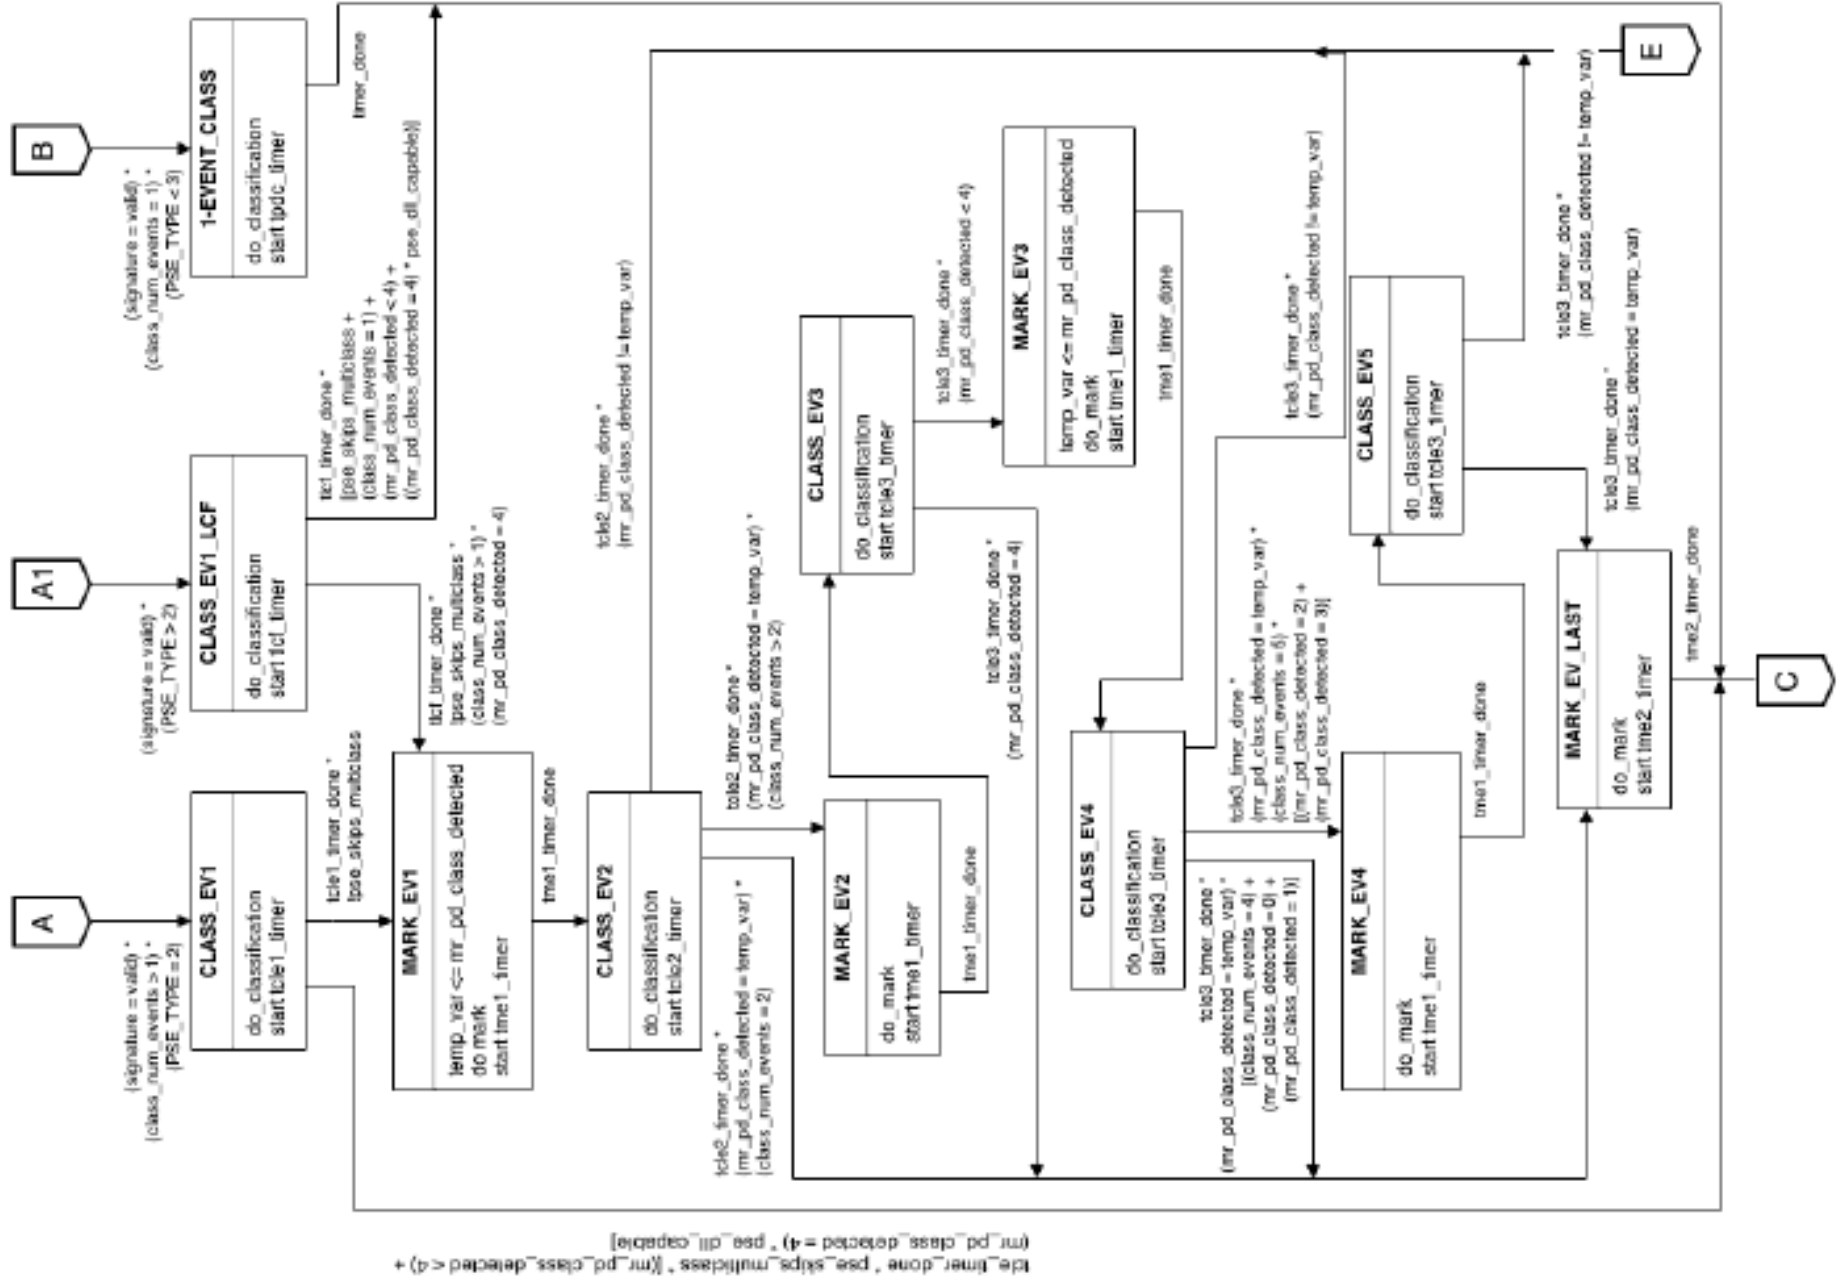 A
(signature = valid) *
(class_num_events > 1) *
(PSE_TYPE = 2)
CLASS_EV1
do_classification
start tcle1_timer
tcle1_timer_done *
!pse_skips_multiclass
A1
(signature = valid) *
(PSE_TYPE > 2)
CLASS_EV1_LCF
do_classification
start tlcf_timer
tlcf_timer_done *
[pse_skips_multiclass +
(class_num_events = 1) +
(mr_pd_class_detected < 4) +
((mr_pd_class_detected = 4) * pse_dll_capable)]
B
(signature = valid) *
(class_num_events = 1) *
(PSE_TYPE < 3)
1-EVENT_CLASS
do_classification
start tpdc_timer
timer_done
tlcf_timer_done *
!pse_skips_multiclass *
(class_num_events > 1) *
(mr_pd_class_detected = 4)
MARK_EV1
temp_var <= mr_pd_class_detected
do mark
start tme1_timer
tme1_timer_done
CLASS_EV2
do_classification
start tcle2_timer
tcle2_timer_done *
(mr_pd_class_detected != temp_var)
tcle2_timer_done *
(mr_pd_class_detected = temp_var) *
(class_num_events > 2)
tcle2_timer_done *
(mr_pd_class_detected = temp_var) *
(class_num_events = 2)
MARK_EV2
do_mark
start tme1_timer
tme1_timer_done
CLASS_EV3
do_classification
start tcle3_timer
tcle3_timer_done *
(mr_pd_class_detected < 4)
tcle3_timer_done *
(mr_pd_class_detected = 4)
MARK_EV3
temp_var <= mr_pd_class_detected
do_mark
start tme1_timer
tme1_timer_done
CLASS_EV4
do_classification
start tcle3_timer
tcle3_timer_done *
(mr_pd_class_detected != temp_var)
tcle3_timer_done *
(mr_pd_class_detected = temp_var) *
(class_num_events = 5) *
[(mr_pd_class_detected = 2) +
(mr_pd_class_detected = 3)]
tcle3_timer_done *
(mr_pd_class_detected = temp_var) *
[(class_num_events = 4) +
(mr_pd_class_detected = 0) +
(mr_pd_class_detected = 1)]
MARK_EV4
do_mark
start tme1_timer
tme1_timer_done
CLASS_EV5
do_classification
start tcle3_timer
tcle3_timer_done *
(mr_pd_class_detected != temp_var)
tcle3_timer_done *
(mr_pd_class_detected = temp_var)
E
MARK_EV_LAST
do_mark
start tme2_timer
tme2_timer_done
C
tcle_timer_done * pse_skips_multiclass * [(mr_pd_class_detected < 4) +
(mr_pd_class_detected = 4) * pse_dll_capable]